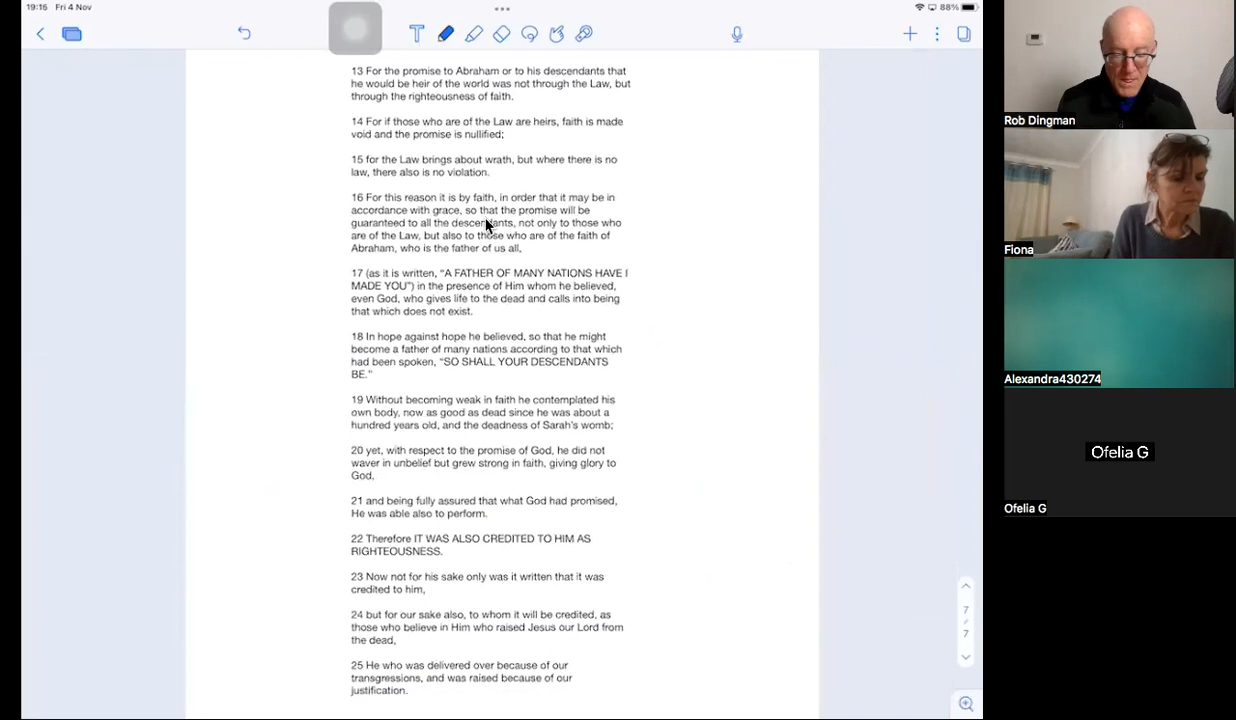 19:16 Fri 4 Nov
88%
T
13 For the promise to Abraham or to his descendants that
he would be heir of the world was not through the Law, but
through the righteousness of faith.
14 For if those who are of the Law are heirs, faith is made
void and the promise is nullified;
15 for the Law brings about wrath, but where there is no
law, there also is no violation.
16 For this reason it is by faith, in order that it may be in
accordance with grace, so that the promise will be
guaranteed to all the descendants, not only to those who
are of the Law, but also to those who are of the faith of
Abraham, who is the father of us all,
17 (as it is written, “A FATHER OF MANY NATIONS HAVE I
MADE YOU”) in the presence of Him whom he believed,
even God, who gives life to the dead and calls into being
that which does not exist.
18 In hope against hope he believed, so that he might
become a father of many nations according to that which
had been spoken, “SO SHALL YOUR DESCENDANTS
BE.”
19 Without becoming weak in faith he contemplated his
own body, now as good as dead since he was about a
hundred years old, and the deadness of Sarah’s womb;
20 yet, with respect to the promise of God, he did not
waver in unbelief but grew strong in faith, giving glory to
God,
21 and being fully assured that what God had promised,
He was able also to perform.
22 Therefore IT WAS ALSO CREDITED TO HIM AS
RIGHTEOUSNESS.
23 Now not for his sake only was it written that it was
credited to him,
24 but for our sake also, to whom it will be credited, as
those who believe in Him who raised Jesus our Lord from
the dead,
25 He who was delivered over because of our
transgressions, and was raised because of our
justification.
7
/
7
Rob Dingman
Fiona
Alexandra430274
Ofelia G
Ofelia G